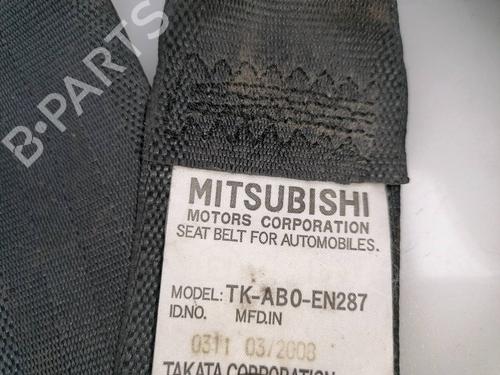 B-PARTS
MITSUBISHI
MOTORS CORPORATION
SEAT BELT FOR AUTOMOBILES.
MODEL: TK-AB0-EN287
ID.NO. MFD.IN
0311 03/2008
TAKATA CORPORATION